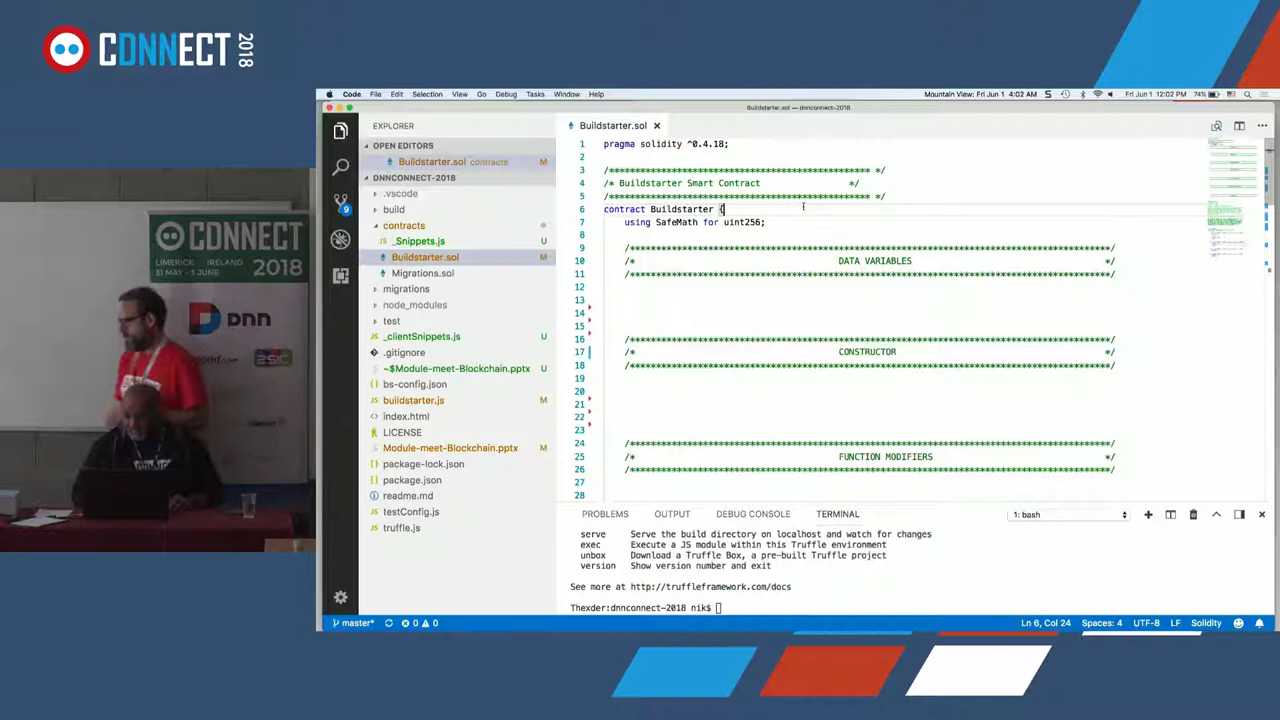 CDNNECT 2018
Code File Edit Selection View Go Debug Tasks Window Help
Mountain View: Fri Jun 1 4:02 AM
74%
Fri Jun 1 12:02 PM
Buildstarter.sol — dnnconnect-2018
EXPLORER
OPEN EDITORS
Buildstarter.sol contracts M
DNNCONNECT-2018
.vscode
build
contracts
_Snippets.js U
Buildstarter.sol M
Migrations.sol
migrations
node_modules
test
_clientSnippets.js U
.gitignore
~$Module-meet-Blockchain.pptx U
bs-config.json
buildstarter.js M
index.html
LICENSE
Module-meet-Blockchain.pptx M
package-lock.json
package.json
readme.md
testConfig.js
truffle.js
9
Buildstarter.sol
1 pragma solidity ^0.4.18;
2
3 /************************************************** */
4 /* Buildstarter Smart Contract */
5 /************************************************** */
6 contract Buildstarter {
7 using SafeMath for uint256;
8
9 /*********************************************************************************************/
10 /* DATA VARIABLES */
11 /*********************************************************************************************/
12
13
14
15
16 /*********************************************************************************************/
17 /* CONSTRUCTOR */
18 /*********************************************************************************************/
19
20
21
22
23
24 /*********************************************************************************************/
25 /* FUNCTION MODIFIERS */
26 /*********************************************************************************************/
27
28
PROBLEMS OUTPUT DEBUG CONSOLE TERMINAL
1: bash
serve Serve the build directory on localhost and watch for changes
exec Execute a JS module within this Truffle environment
unbox Download a Truffle Box, a pre-built Truffle project
version Show version number and exit
See more at http://truffleframework.com/docs
Thexder:dnnconnect-2018 nik$
master* 0 0
Ln 6, Col 24 Spaces: 4 UTF-8 LF Solidity
CONNECT
LIMERICK IRELAND
31 MAY - 3 JUNE
2018
dnn